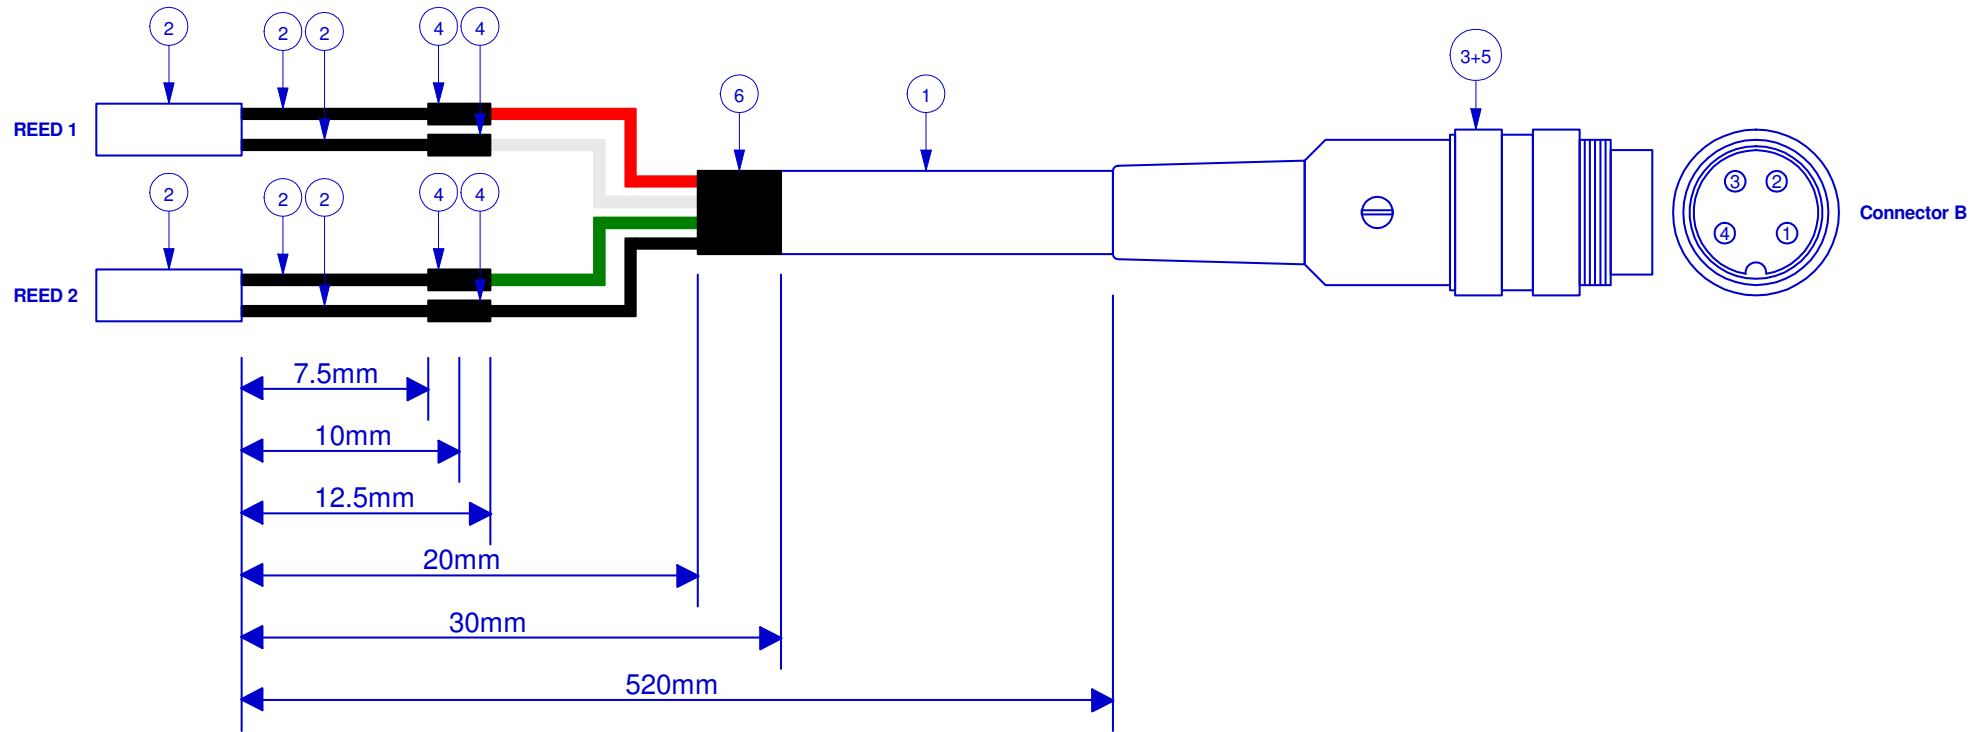 2 2 2 4 4
3+5
6 1
REED 1
2 2 2 4 4
3 2
4 1
Connector B
REED 2
7.5mm
10mm
12.5mm
20mm
30mm
520mm